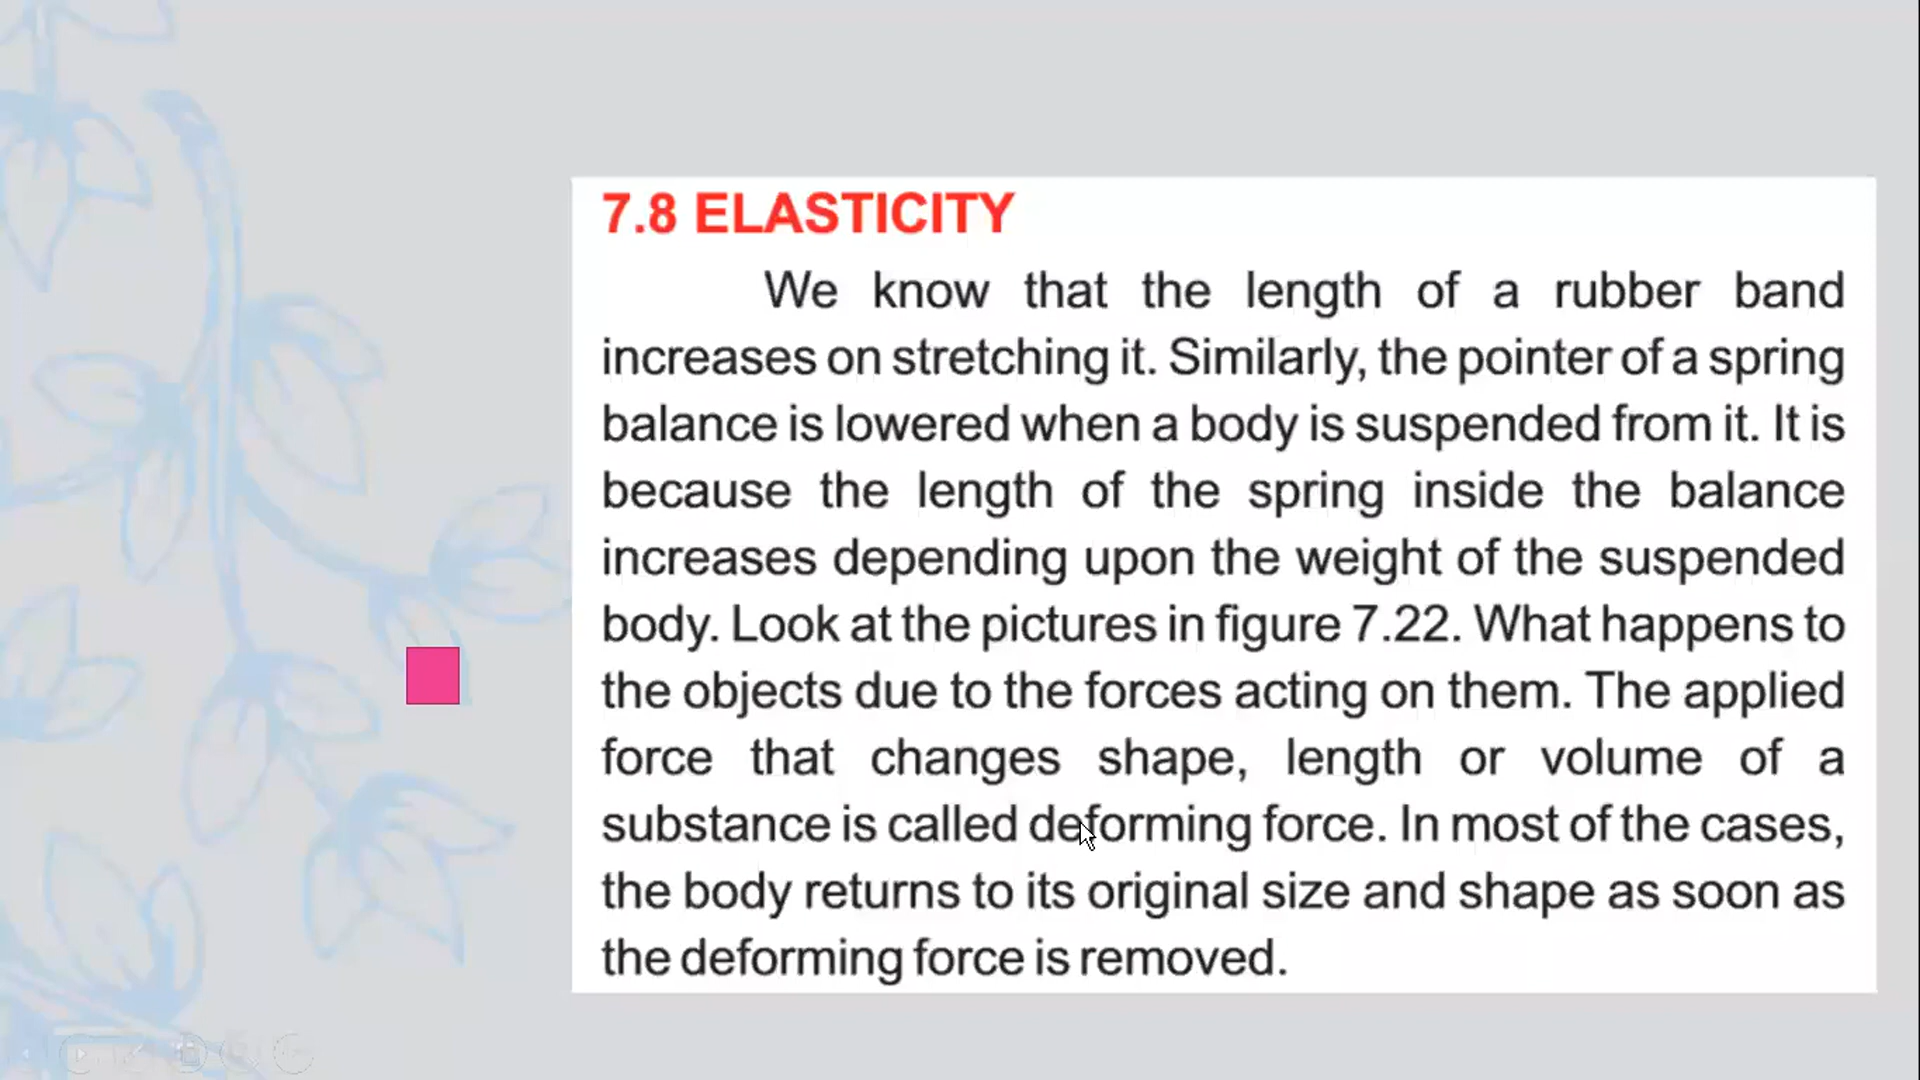 7.8 ELASTICITY
We know that the length of a rubber band
increases on stretching it. Similarly, the pointer of a spring
balance is lowered when a body is suspended from it. It is
because the length of the spring inside the balance
increases depending upon the weight of the suspended
body. Look at the pictures in figure 7.22. What happens to
the objects due to the forces acting on them. The applied
force that changes shape, length or volume of a
substance is called deforming force. In most of the cases,
the body returns to its original size and shape as soon as
the deforming force is removed.